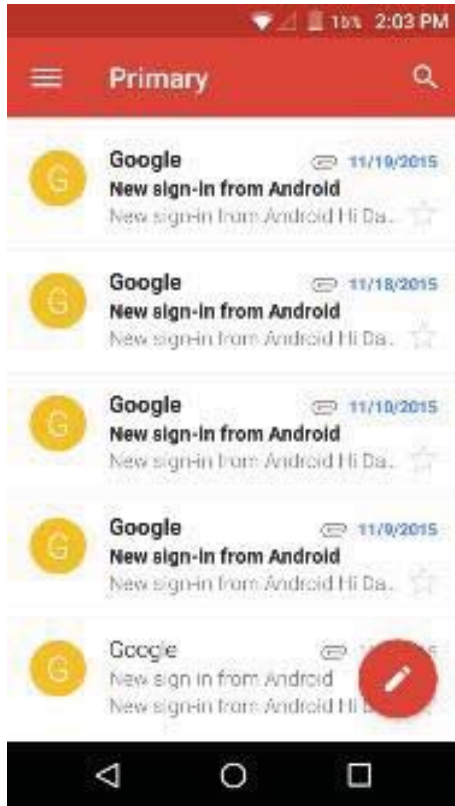 2:03 PM
Primary
G
Google 11/19/2015
New sign-in from Android
New sign-in from Android Hi Da..
G
Google 11/18/2015
New sign-in from Android
New sign-in from Android Hi Da..
G
Google 11/10/2015
New sign-in from Android
New sign-in from Android Hi Da..
G
Google 11/9/2015
New sign-in from Android
New sign-in from Android Hi Da..
G
Google
New sign in from Android
New sign-in from Android Hi